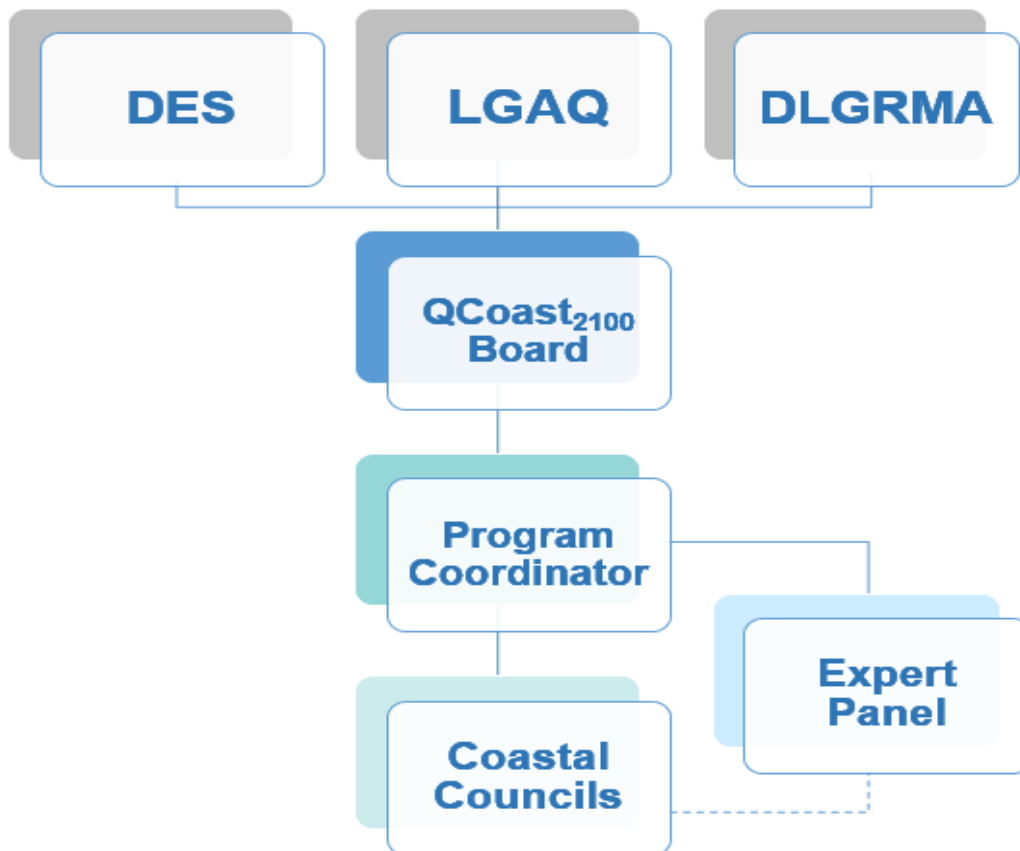 DES
LGAQ
DLGRMA
QCoast₂₁₀₀
Board
Program
Coordinator
Expert
Panel
Coastal
Councils